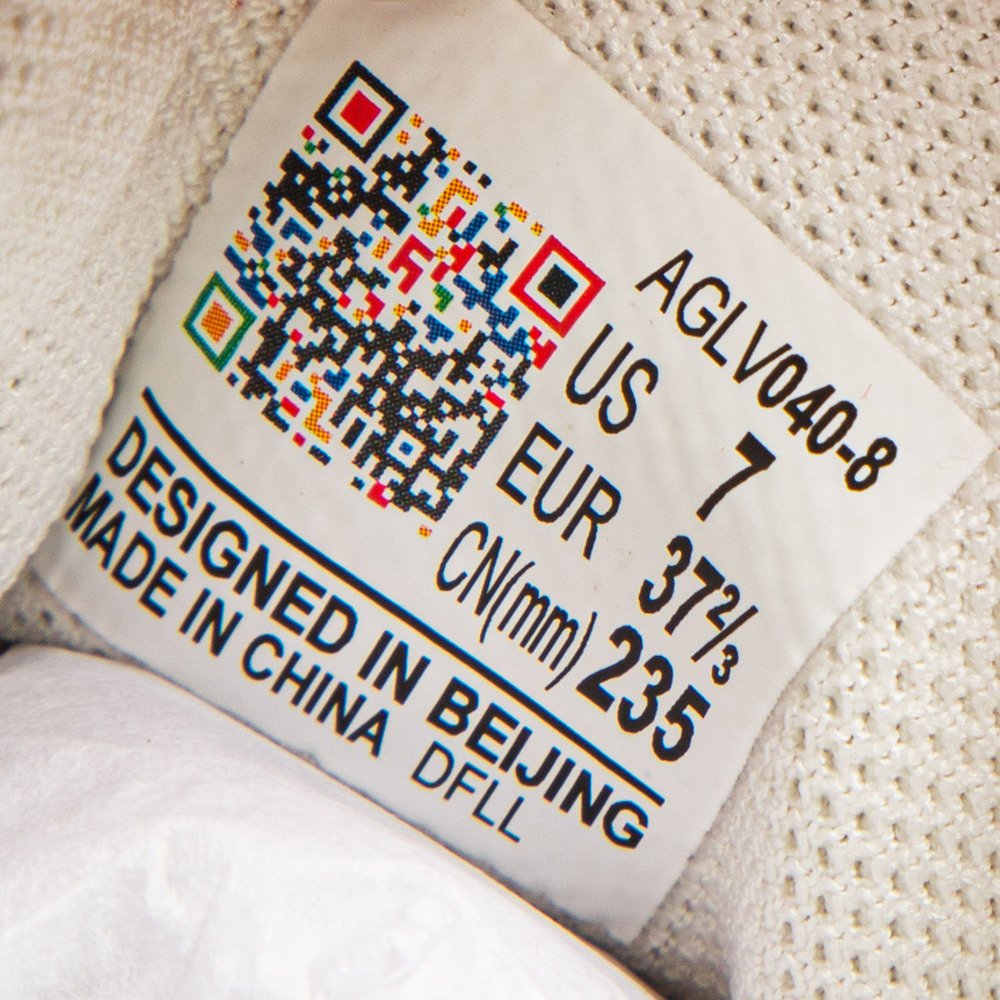 AGLV040-8
US 7
EUR 37⅔
CN(mm) 235
DESIGNED IN BEIJING
MADE IN CHINA DFLL